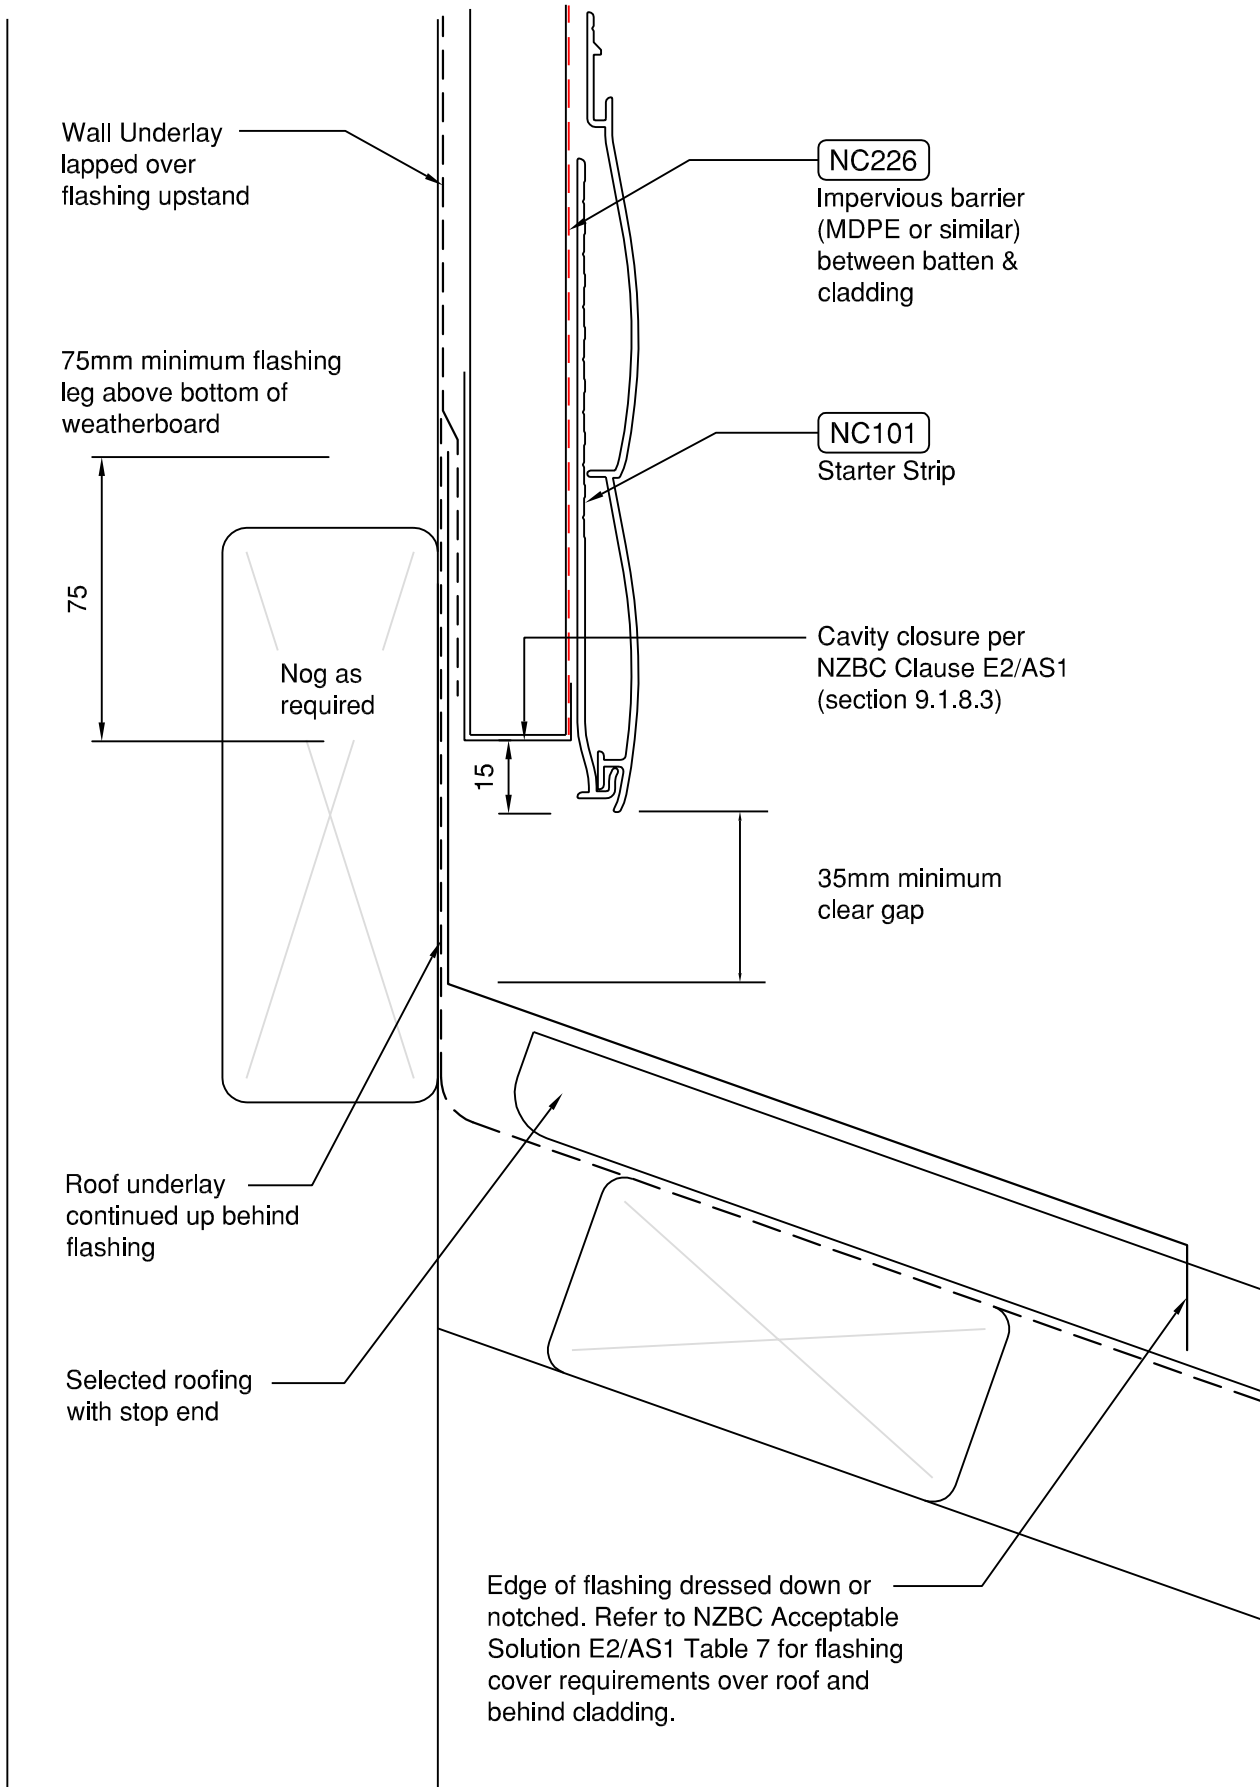 Wall Underlay
lapped over
flashing upstand
NC226
Impervious barrier
(MDPE or similar)
between batten &
cladding
75mm minimum flashing
leg above bottom of
weatherboard
NC101
Starter Strip
75
Nog as
required
Cavity closure per
NZBC Clause E2/AS1
(section 9.1.8.3)
15
35mm minimum
clear gap
Roof underlay
continued up behind
flashing
Selected roofing
with stop end
Edge of flashing dressed down or
notched. Refer to NZBC Acceptable
Solution E2/AS1 Table 7 for flashing
cover requirements over roof and
behind cladding.